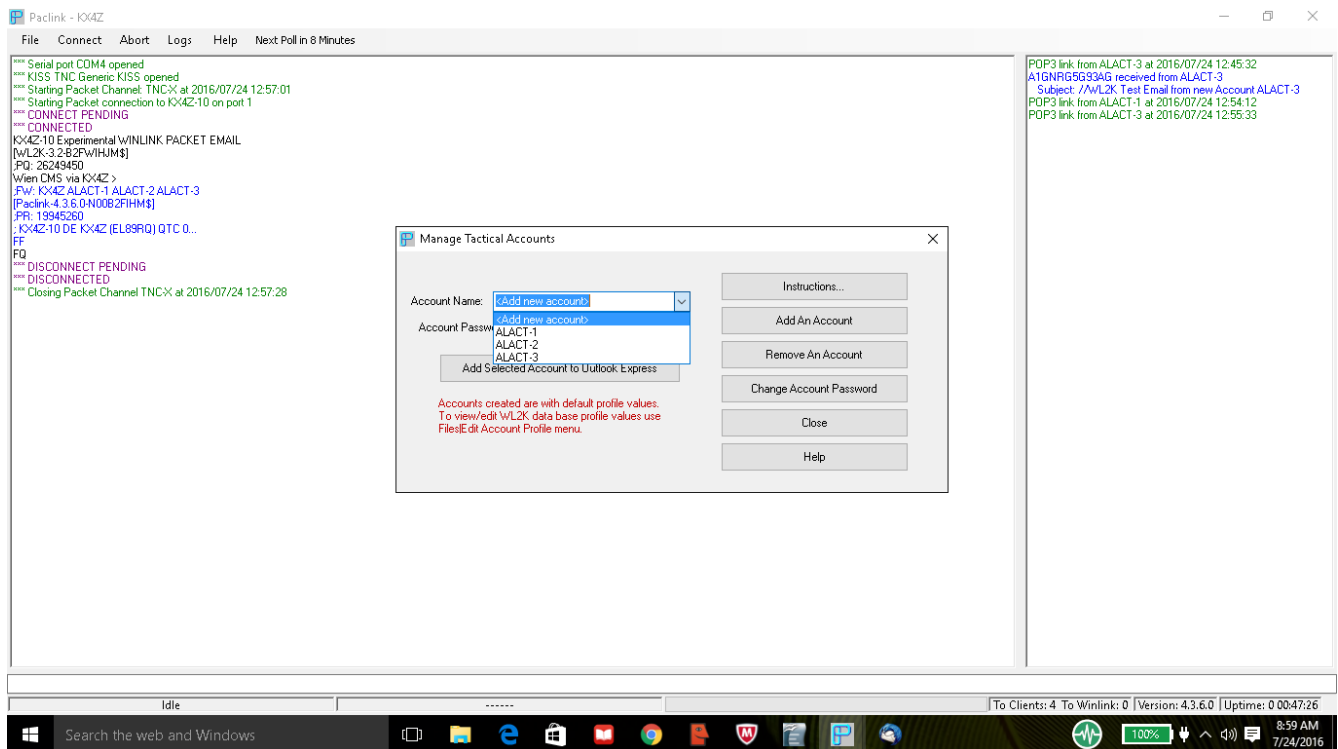 Paclink - KX4Z
File Connect Abort Logs Help Next Poll in 8 Minutes
*** Serial port COM4 opened
*** KISS TNC Generic KISS opened
*** Starting Packet Channel: TNC-X at 2016/07/24 12:57:01
*** Starting Packet connection to KX4Z-10 on port 1
*** CONNECT PENDING
*** CONNECTED
KX4Z-10 Experimental WINLINK PACKET EMAIL
[WL2K-3.2-B2FWIHJM$]
;PQ: 26249450
Wien CMS via KX4Z >
;FW: KX4Z ALACT-1 ALACT-2 ALACT-3
[Paclink-4.3.6.0-N00B2FIHM$]
;PR: 19945260
; KX4Z-10 DE KX4Z (EL89RQ) QTC 0...
FF
FQ
*** DISCONNECT PENDING
*** DISCONNECTED
*** Closing Packet Channel TNC-X at 2016/07/24 12:57:28
POP3 link from ALACT-3 at 2016/07/24 12:45:32
A1GNRG5G93AG received from ALACT-3
Subject: //WL2K Test Email from new Account ALACT-3
POP3 link from ALACT-1 at 2016/07/24 12:54:12
POP3 link from ALACT-3 at 2016/07/24 12:55:33
Manage Tactical Accounts
Account Name: <Add new account>
<Add new account>
ALACT-1
ALACT-2
ALACT-3
Account Passw
Add Selected Account to Outlook Express
Accounts created are with default profile values.
To view/edit WL2K data base profile values use
Files|Edit Account Profile menu.
Instructions...
Add An Account
Remove An Account
Change Account Password
Close
Help
Idle
------
To Clients: 4 To Winlink: 0 Version: 4.3.6.0 Uptime: 0 00:47:26
Search the web and Windows
100%
8:59 AM
7/24/2016